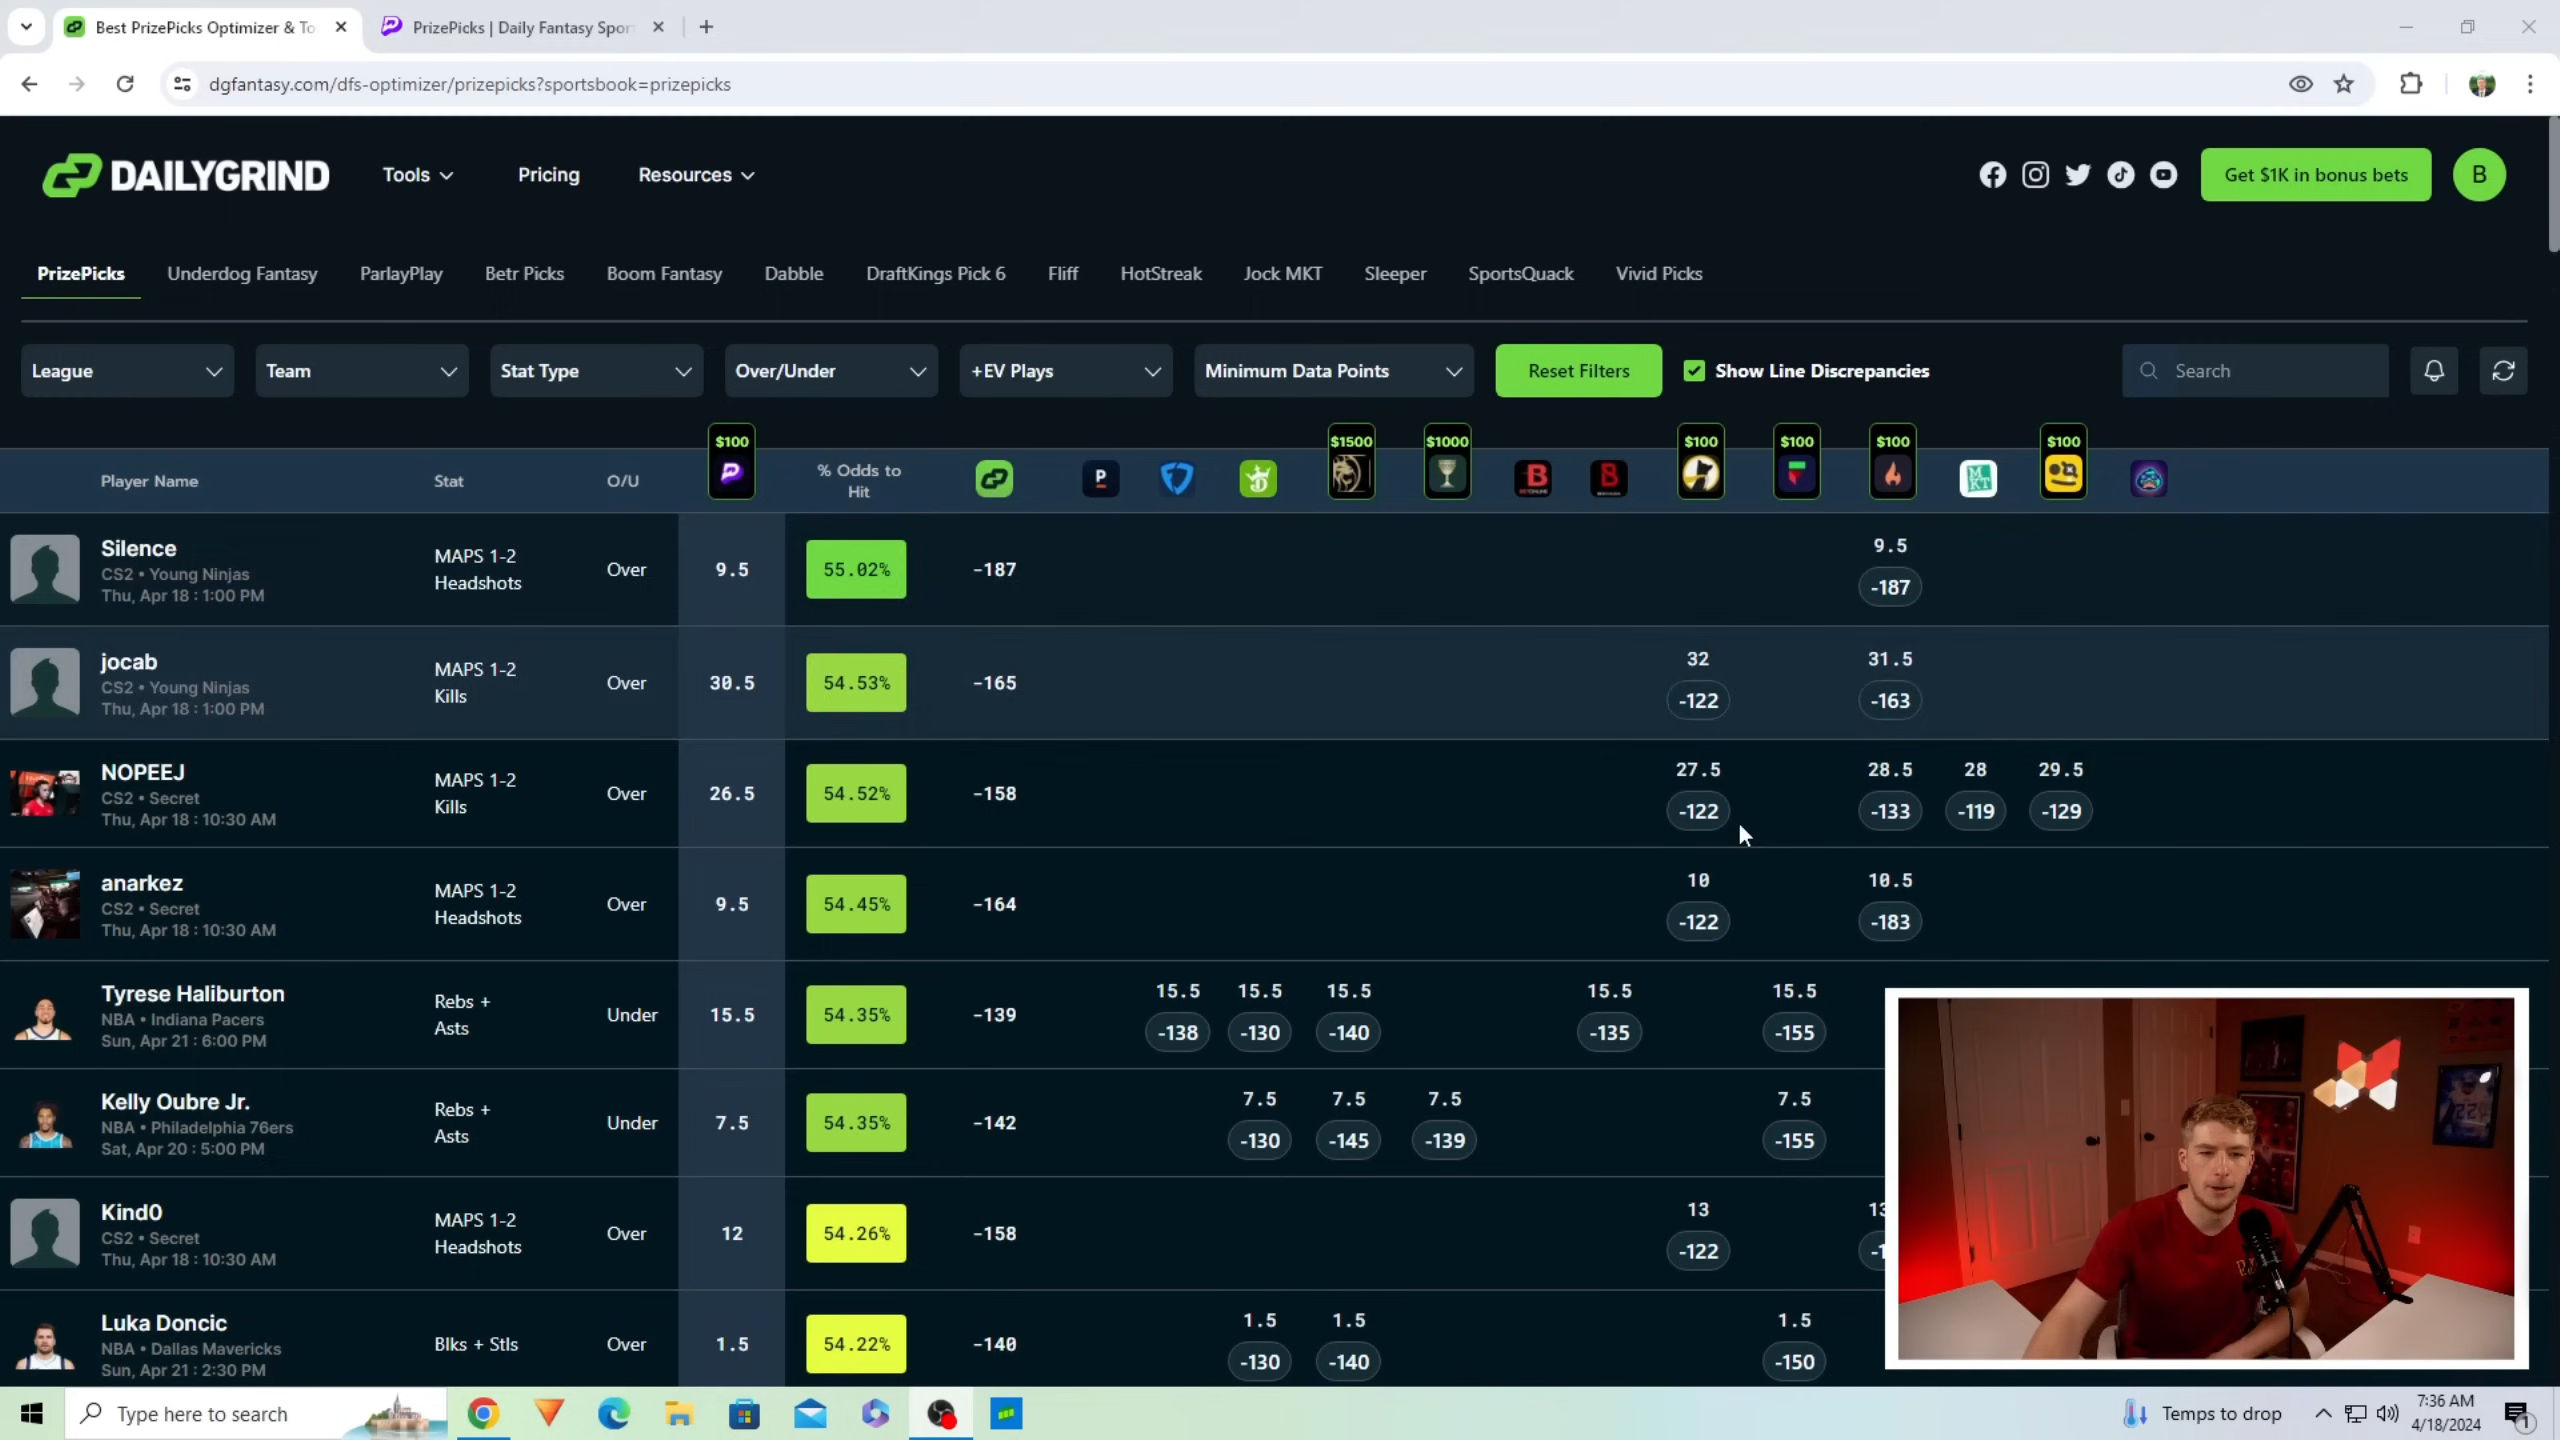 Best PrizePicks Optimizer & To
PrizePicks | Daily Fantasy Spor
dgfantasy.com/dfs-optimizer/prizepicks?sportsbook=prizepicks
DAILYGRIND
Tools
Pricing
Resources
Get $1K in bonus bets
B
PrizePicks
Underdog Fantasy
ParlayPlay
Betr Picks
Boom Fantasy
Dabble
DraftKings Pick 6
Fliff
HotStreak
Jock MKT
Sleeper
SportsQuack
Vivid Picks
League
Team
Stat Type
Over/Under
+EV Plays
Minimum Data Points
Reset Filters
Show Line Discrepancies
Search
$100
$1500
$1000
$100
$100
$100
$100
Player Name
Stat
O/U
% Odds to
Hit
Silence
CS2 • Young Ninjas
Thu, Apr 18 : 1:00 PM
MAPS 1-2
Headshots
Over
9.5
55.02%
-187
9.5
-187
jocab
CS2 • Young Ninjas
Thu, Apr 18 : 1:00 PM
MAPS 1-2
Kills
Over
30.5
54.53%
-165
32
-122
31.5
-163
NOPEEJ
CS2 • Secret
Thu, Apr 18 : 10:30 AM
MAPS 1-2
Kills
Over
26.5
54.52%
-158
27.5
-122
28.5
-133
28
-119
29.5
-129
anarkez
CS2 • Secret
Thu, Apr 18 : 10:30 AM
MAPS 1-2
Headshots
Over
9.5
54.45%
-164
10
-122
10.5
-183
Tyrese Haliburton
NBA • Indiana Pacers
Sun, Apr 21 : 6:00 PM
Rebs +
Asts
Under
15.5
54.35%
-139
15.5
-138
15.5
-130
15.5
-140
15.5
-135
15.5
-155
Kelly Oubre Jr.
NBA • Philadelphia 76ers
Sat, Apr 20 : 5:00 PM
Rebs +
Asts
Under
7.5
54.35%
-142
7.5
-130
7.5
-145
7.5
-139
7.5
-155
Kind0
CS2 • Secret
Thu, Apr 18 : 10:30 AM
MAPS 1-2
Headshots
Over
12
54.26%
-158
13
-122
13
-1
Luka Doncic
NBA • Dallas Mavericks
Sun, Apr 21 : 2:30 PM
Blks + Stls
Over
1.5
54.22%
-140
1.5
-130
1.5
-140
1.5
-150
Type here to search
Temps to drop
7:36 AM
4/18/2024
1